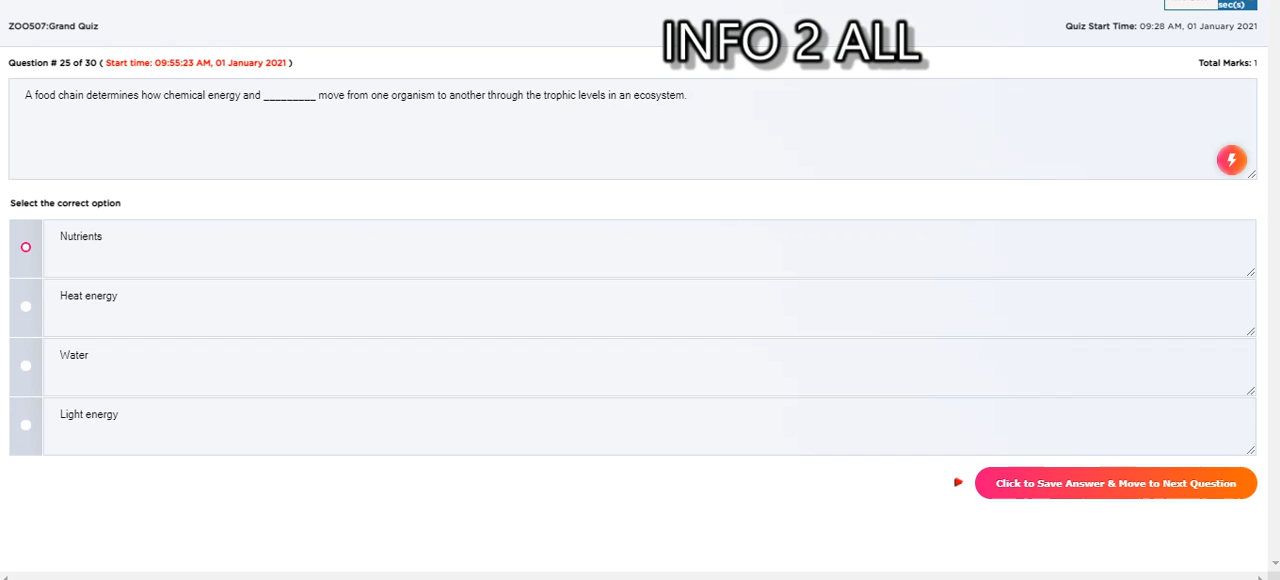 sec(s)
ZOO507:Grand Quiz
INFO 2 ALL
Quiz Start Time: 09:28 AM, 01 January 2021
Question # 25 of 30 ( Start time: 09:55:23 AM, 01 January 2021 )
Total Marks: 1
A food chain determines how chemical energy and _________ move from one organism to another through the trophic levels in an ecosystem.
Select the correct option
Nutrients
Heat energy
Water
Light energy
Click to Save Answer & Move to Next Question